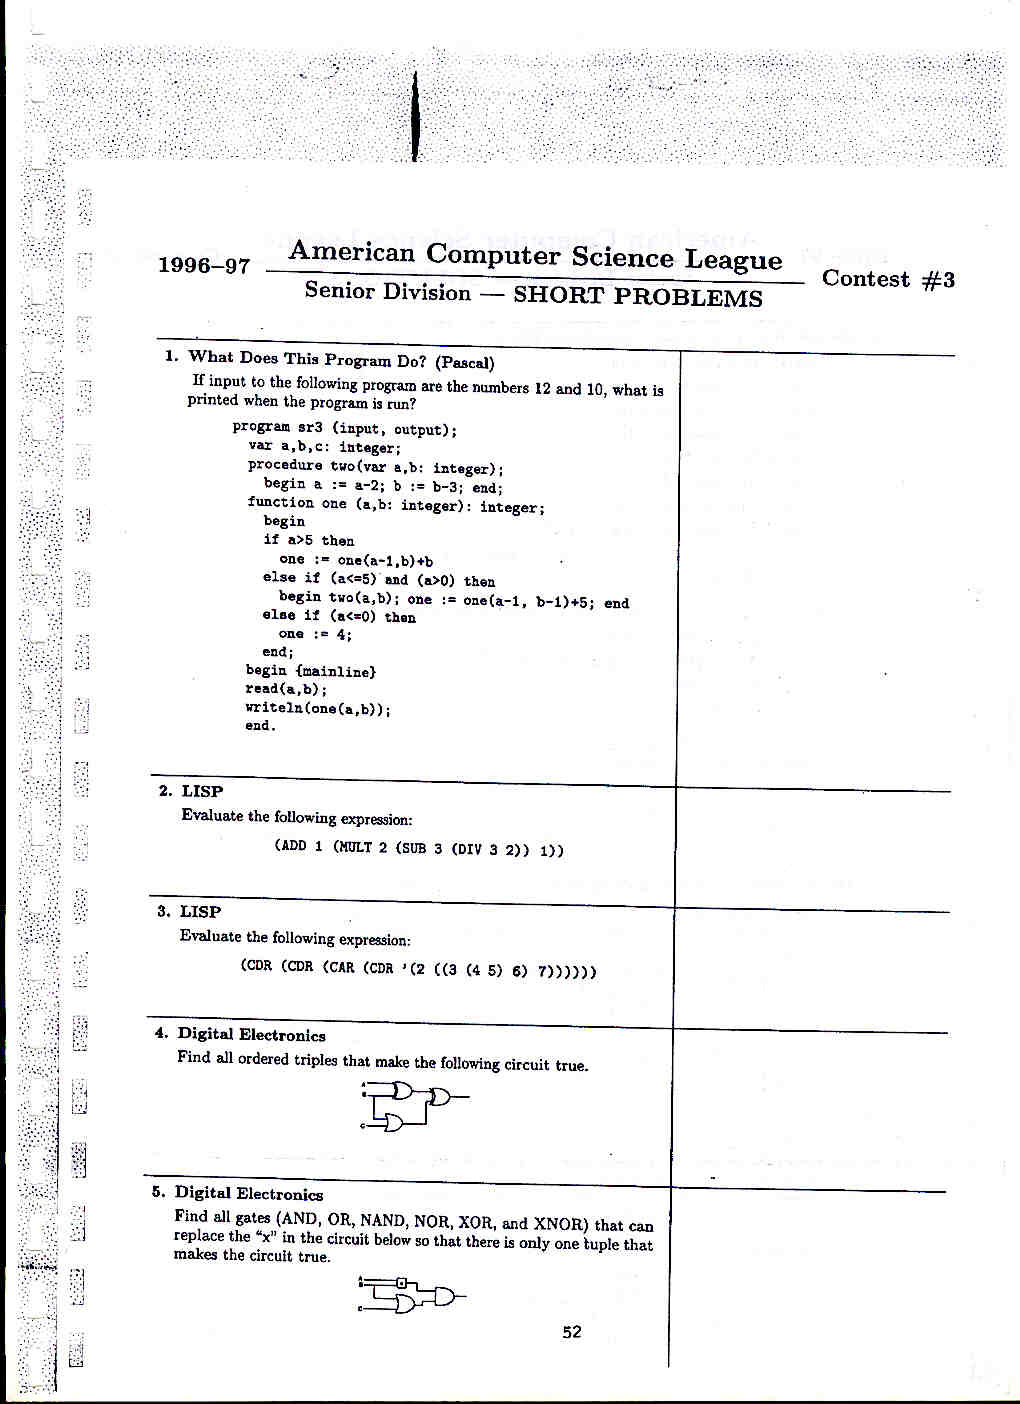 1996–97
American Computer Science League
Contest #3
Senior Division — SHORT PROBLEMS
1. What Does This Program Do? (Pascal)
If input to the following program are the numbers 12 and 10, what is
printed when the program is run?
program sr3 (input, output);
var a,b,c: integer;
procedure two(var a,b: integer);
begin a := a-2; b := b-3; end;
function one (a,b: integer): integer;
begin
if a>5 then
one := one(a-1,b)+b
else if (a<=5) and (a>0) then
begin two(a,b); one := one(a-1, b-1)+5; end
else if (a<=0) then
one := 4;
end;
begin {mainline}
read(a,b);
writeln(one(a,b));
end.
2. LISP
Evaluate the following expression:
(ADD 1 (MULT 2 (SUB 3 (DIV 3 2)) 1))
3. LISP
Evaluate the following expression:
(CDR (CDR (CAR (CDR '(2 ((3 (4 5) 6) 7))))))
4. Digital Electronics
Find all ordered triples that make the following circuit true.
A
B
C
5. Digital Electronics
Find all gates (AND, OR, NAND, NOR, XOR, and XNOR) that can
replace the "x" in the circuit below so that there is only one tuple that
makes the circuit true.
A
B
C
52